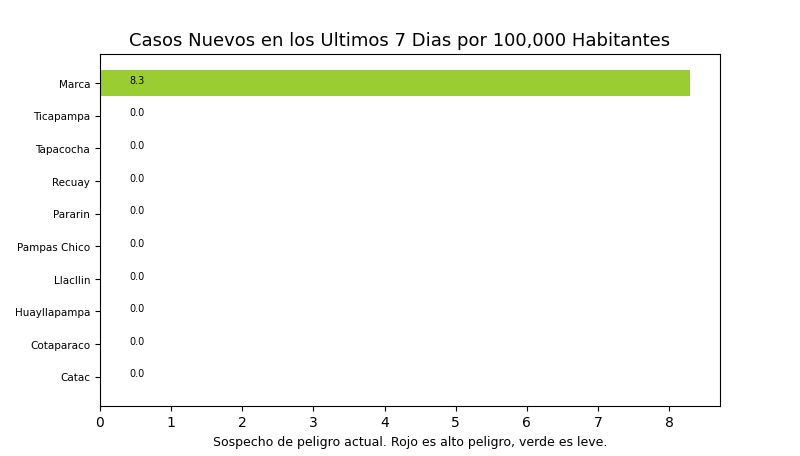 Casos Nuevos en los Ultimos 7 Dias por 100,000 Habitantes
Marca 8.3
Ticapampa 0.0
Tapacocha 0.0
Recuay 0.0
Pararin 0.0
Pampas Chico 0.0
Llacllin 0.0
Huayllapampa 0.0
Cotaparaco 0.0
Catac 0.0
0 1 2 3 4 5 6 7 8
Sospecho de peligro actual. Rojo es alto peligro, verde es leve.